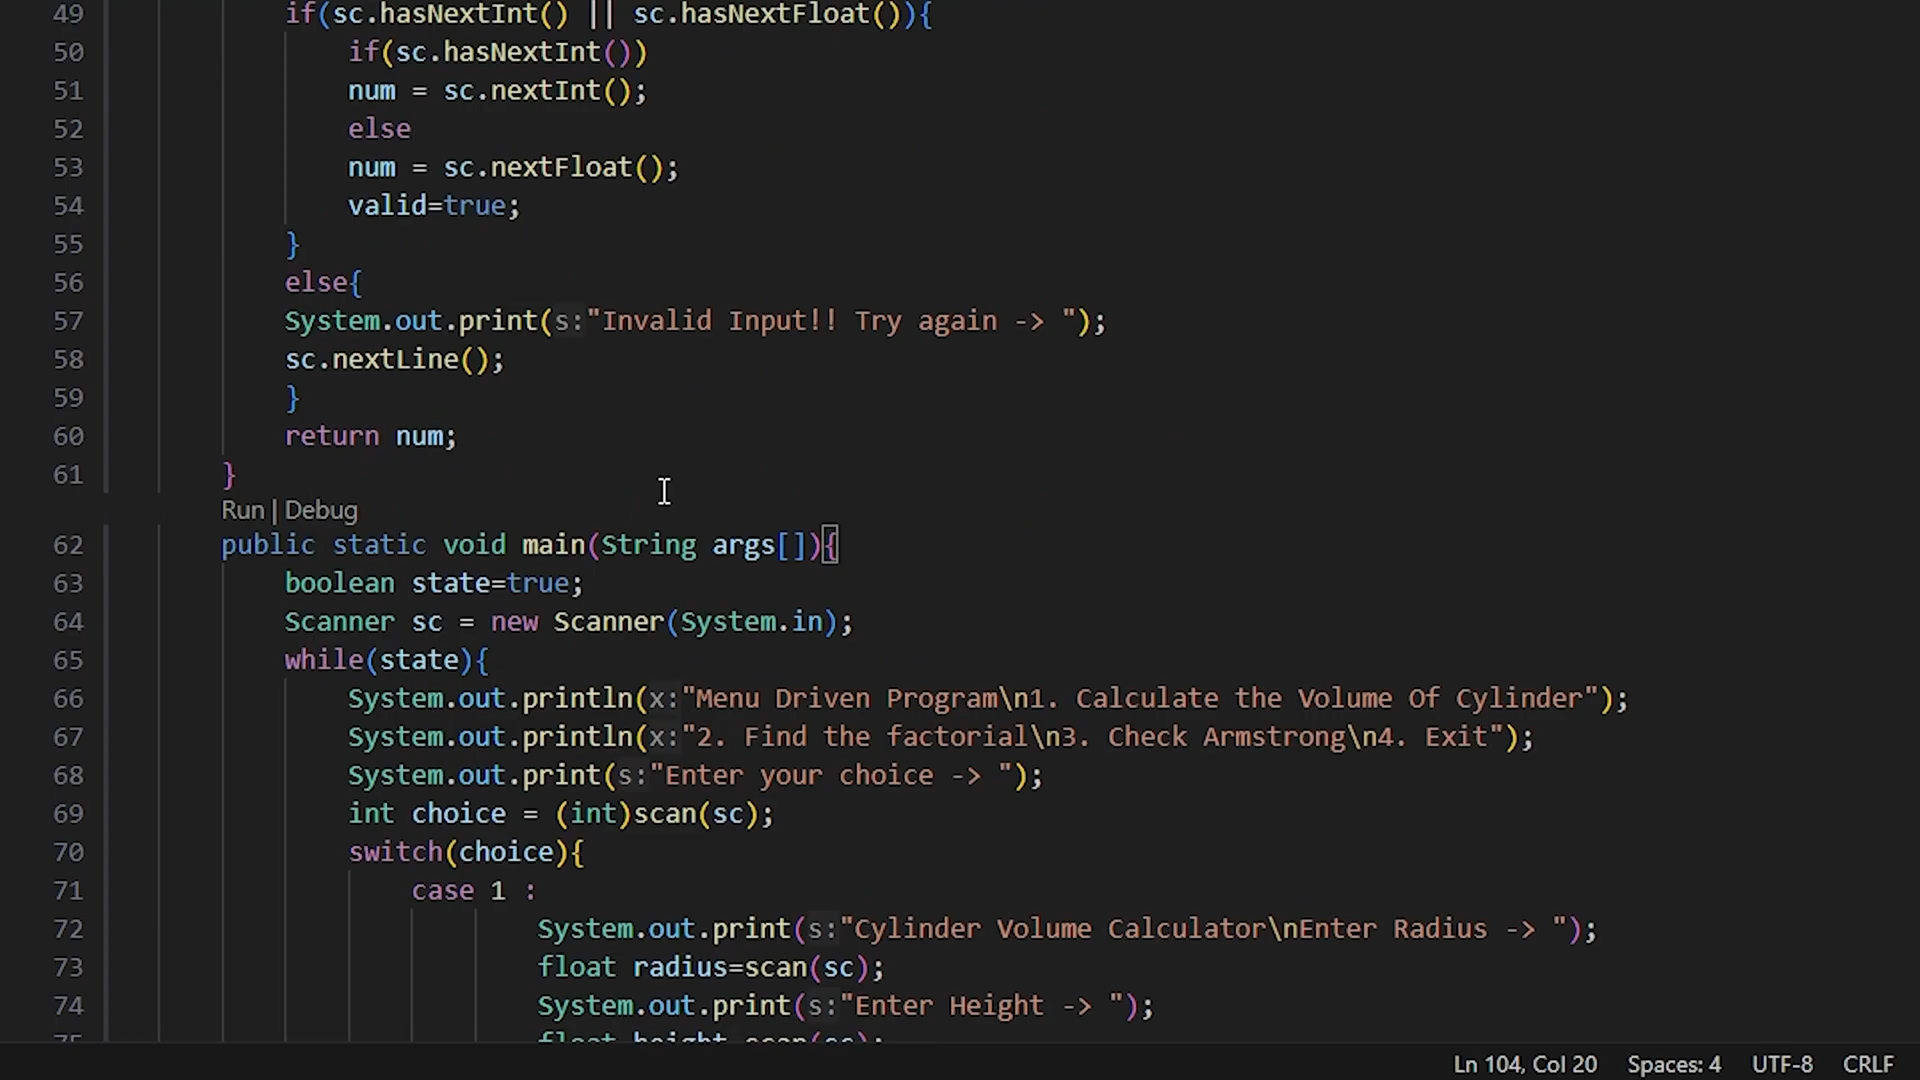 49 if(sc.hasNextInt() || sc.hasNextFloat()){
50 if(sc.hasNextInt())
51 num = sc.nextInt();
52 else
53 num = sc.nextFloat();
54 valid=true;
55 }
56 else{
57 System.out.print(s:"Invalid Input!! Try again -> ");
58 sc.nextLine();
59 }
60 return num;
61 }
Run | Debug
62 public static void main(String args[]){
63 boolean state=true;
64 Scanner sc = new Scanner(System.in);
65 while(state){
66 System.out.println(x:"Menu Driven Program\n1. Calculate the Volume Of Cylinder");
67 System.out.println(x:"2. Find the factorial\n3. Check Armstrong\n4. Exit");
68 System.out.print(s:"Enter your choice -> ");
69 int choice = (int)scan(sc);
70 switch(choice){
71 case 1 :
72 System.out.print(s:"Cylinder Volume Calculator\nEnter Radius -> ");
73 float radius=scan(sc);
74 System.out.print(s:"Enter Height -> ");
75 float height=scan(sc);
Ln 104, Col 20 Spaces: 4 UTF-8 CRLF